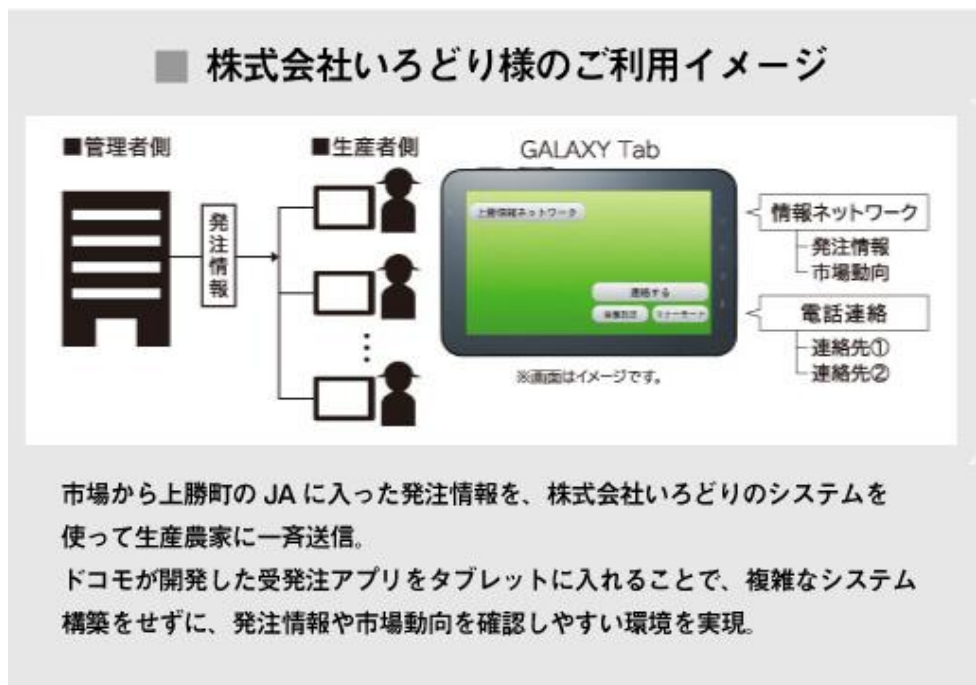 ■ 株式会社いろどり様のご利用イメージ
■管理者側
■生産者側
GALAXY Tab
発注情報
上勝情報ネットワーク
連絡する
マナーモード
情報ネットワーク
発注情報
市場動向
電話連絡
連絡先①
連絡先②
※画面はイメージです。
市場から上勝町の JA に入った発注情報を、株式会社いろどりのシステムを
使って生産農家に一斉送信。
ドコモが開発した受発注アプリをタブレットに入れることで、複雑なシステム
構築をせずに、発注情報や市場動向を確認しやすい環境を実現。